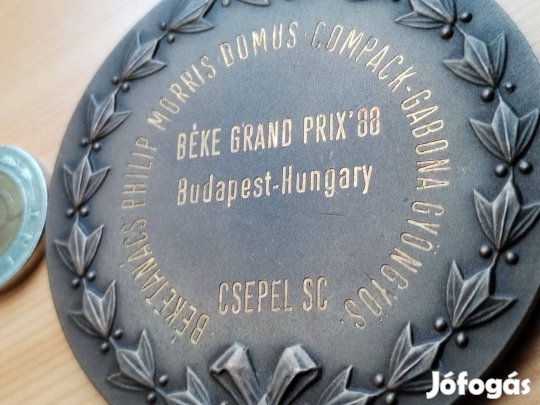 ·BÉKETANÁCS·PHILIP MORRIS·DOMUS·COMPACK-GABONA GYÖNGYÖS·
BÉKE GRAND PRIX'88
Budapest-Hungary
CSEPEL SC
Jófogás